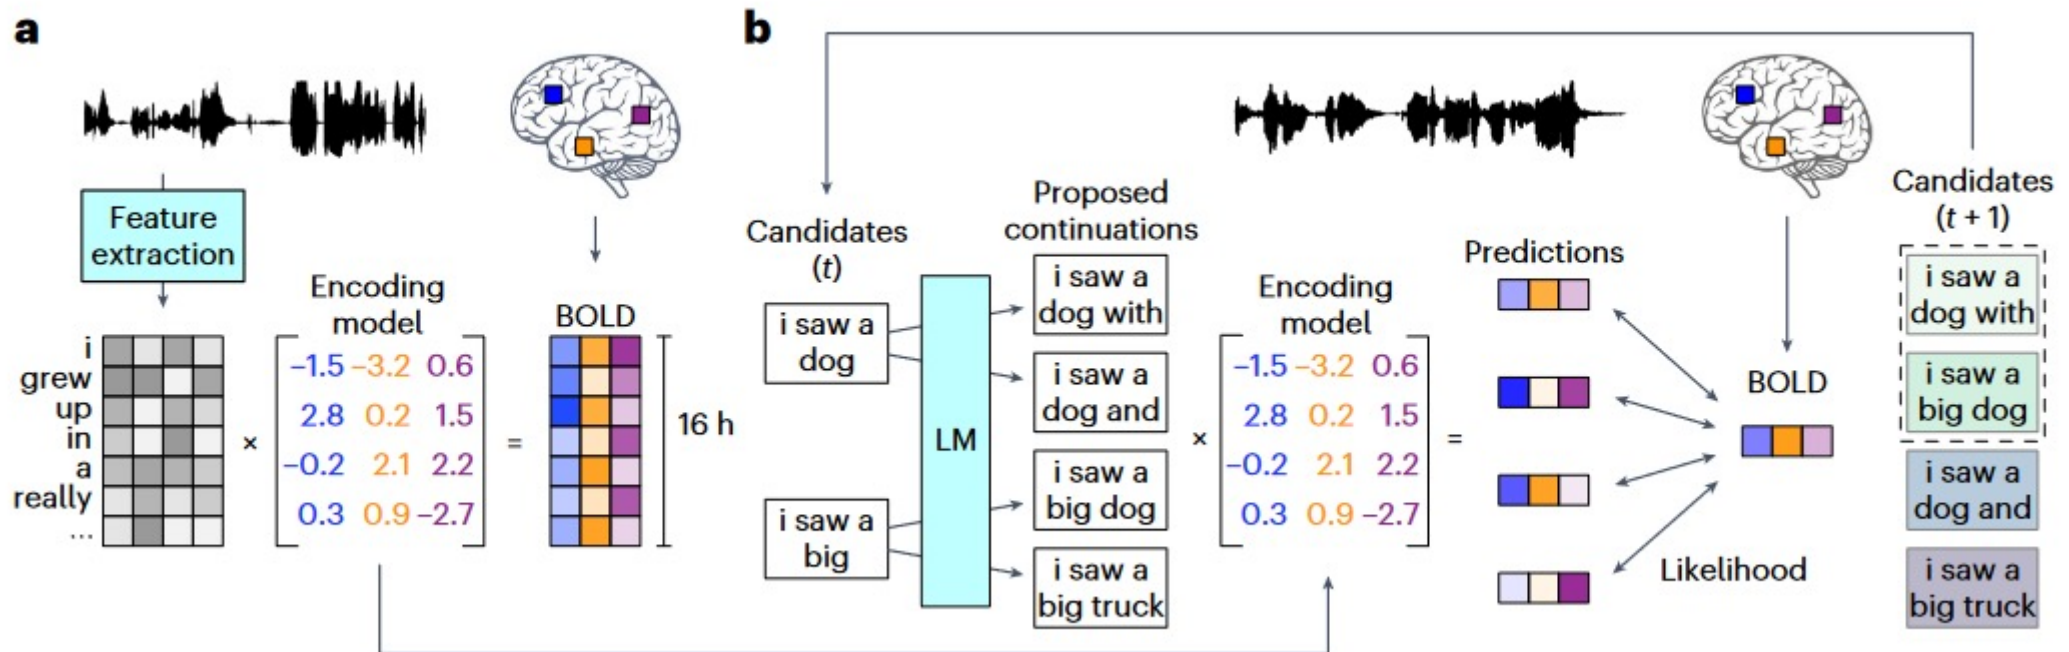 a
Feature
extraction
i
grew
up
in
a
really
...
×
Encoding
model
−1.5 −3.2 0.6
2.8 0.2 1.5
−0.2 2.1 2.2
0.3 0.9 −2.7
=
BOLD
16 h
b
Candidates
(t)
i saw a
dog
i saw a
big
LM
Proposed
continuations
i saw a
dog with
i saw a
dog and
i saw a
big dog
i saw a
big truck
×
Encoding
model
−1.5 −3.2 0.6
2.8 0.2 1.5
−0.2 2.1 2.2
0.3 0.9 −2.7
=
Predictions
BOLD
Likelihood
Candidates
(t + 1)
i saw a
dog with
i saw a
big dog
i saw a
dog and
i saw a
big truck